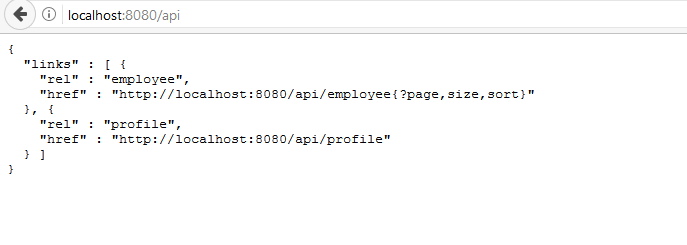 localhost:8080/api
{
  "links" : [ {
    "rel" : "employee",
    "href" : "http://localhost:8080/api/employee{?page,size,sort}"
  }, {
    "rel" : "profile",
    "href" : "http://localhost:8080/api/profile"
  } ]
}